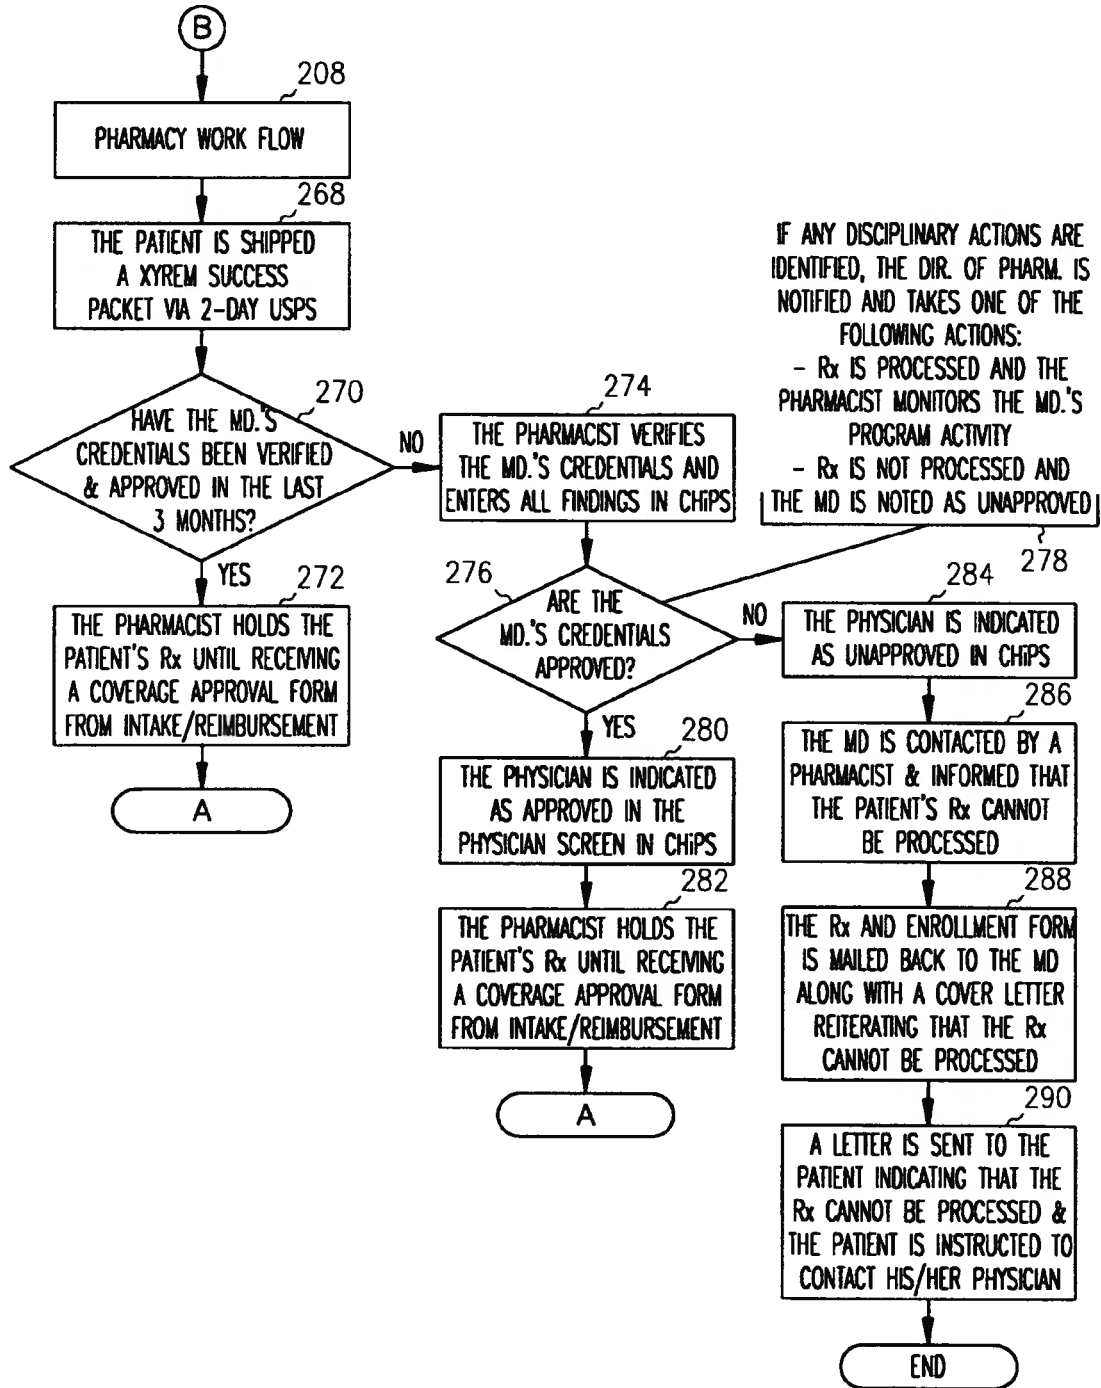 B
208
PHARMACY WORK FLOW
268
THE PATIENT IS SHIPPED
A XYREM SUCCESS
PACKET VIA 2-DAY USPS
270
HAVE THE MD.'S
CREDENTIALS BEEN VERIFIED
& APPROVED IN THE LAST
3 MONTHS?
NO
YES
272
THE PHARMACIST HOLDS THE
PATIENT'S Rx UNTIL RECEIVING
A COVERAGE APPROVAL FORM
FROM INTAKE/REIMBURSEMENT
A
274
THE PHARMACIST VERIFIES
THE MD.'S CREDENTIALS AND
ENTERS ALL FINDINGS IN CHiPS
IF ANY DISCIPLINARY ACTIONS ARE
IDENTIFIED, THE DIR. OF PHARM. IS
NOTIFIED AND TAKES ONE OF THE
FOLLOWING ACTIONS:
- Rx IS PROCESSED AND THE
PHARMACIST MONITORS THE MD.'S
PROGRAM ACTIVITY
- Rx IS NOT PROCESSED AND
THE MD IS NOTED AS UNAPPROVED
278
276
ARE THE
MD.'S CREDENTIALS
APPROVED?
NO
YES
280
THE PHYSICIAN IS INDICATED
AS APPROVED IN THE
PHYSICIAN SCREEN IN CHiPS
282
THE PHARMACIST HOLDS THE
PATIENT'S Rx UNTIL RECEIVING
A COVERAGE APPROVAL FORM
FROM INTAKE/REIMBURSEMENT
A
284
THE PHYSICIAN IS INDICATED
AS UNAPPROVED IN CHiPS
286
THE MD IS CONTACTED BY A
PHARMACIST & INFORMED THAT
THE PATIENT'S Rx CANNOT
BE PROCESSED
288
THE Rx AND ENROLLMENT FORM
IS MAILED BACK TO THE MD
ALONG WITH A COVER LETTER
REITERATING THAT THE Rx
CANNOT BE PROCESSED
290
A LETTER IS SENT TO THE
PATIENT INDICATING THAT THE
Rx CANNOT BE PROCESSED &
THE PATIENT IS INSTRUCTED TO
CONTACT HIS/HER PHYSICIAN
END